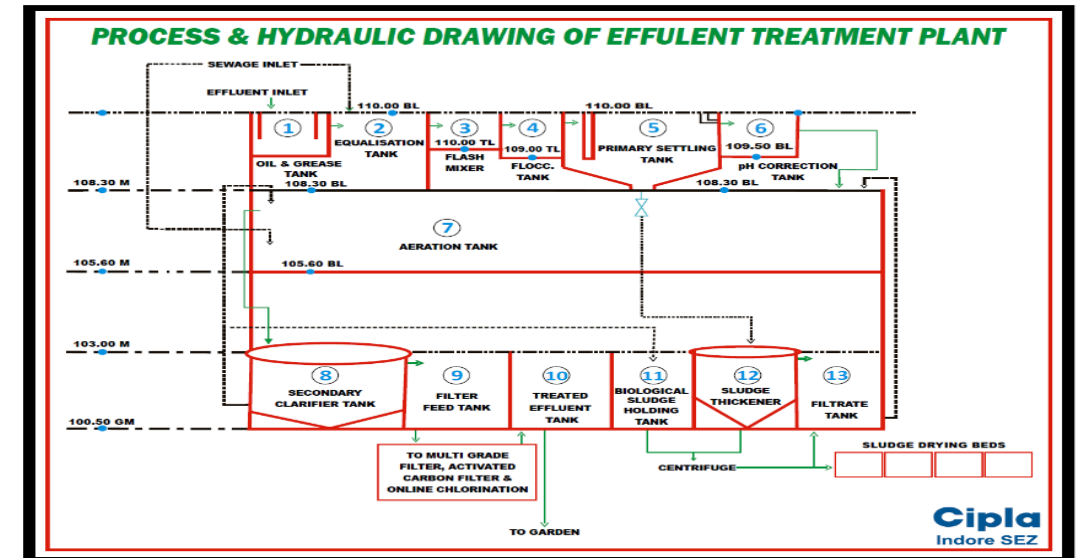 PROCESS & HYDRAULIC DRAWING OF EFFULENT TREATMENT PLANT
SEWAGE INLET
EFFLUENT INLET
110.00 BL
110.00 BL
1
2
3
4
5
6
EQUALISATION
TANK
110.00 TL
FLASH
MIXER
109.00 TL
FLOCC.
TANK
PRIMARY SETTLING
TANK
109.50 BL
pH CORRECTION
TANK
OIL & GREASE
TANK
108.30 M
108.30 BL
108.30 BL
7
AERATION TANK
105.60 M
105.60 BL
103.00 M
8
SECONDARY
CLARIFIER TANK
9
FILTER
FEED TANK
10
TREATED
EFFLUENT
TANK
11
BIOLOGICAL
SLUDGE
HOLDING
TANK
12
SLUDGE
THICKENER
13
FILTRATE
TANK
100.50 GM
TO MULTI GRADE
FILTER, ACTIVATED
CARBON FILTER &
ONLINE CHLORINATION
CENTRIFUGE
SLUDGE DRYING BEDS
TO GARDEN
Cipla
Indore SEZ